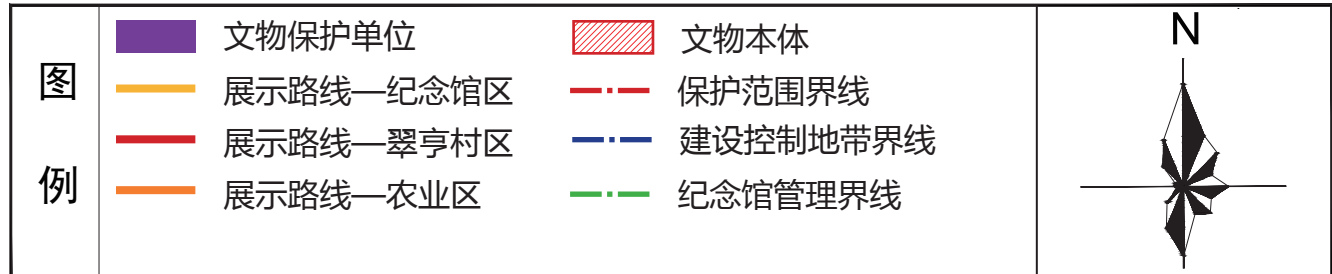 图例
文物保护单位
展示路线—纪念馆区
展示路线—翠亨村区
展示路线—农业区
文物本体
保护范围界线
建设控制地带界线
纪念馆管理界线
N